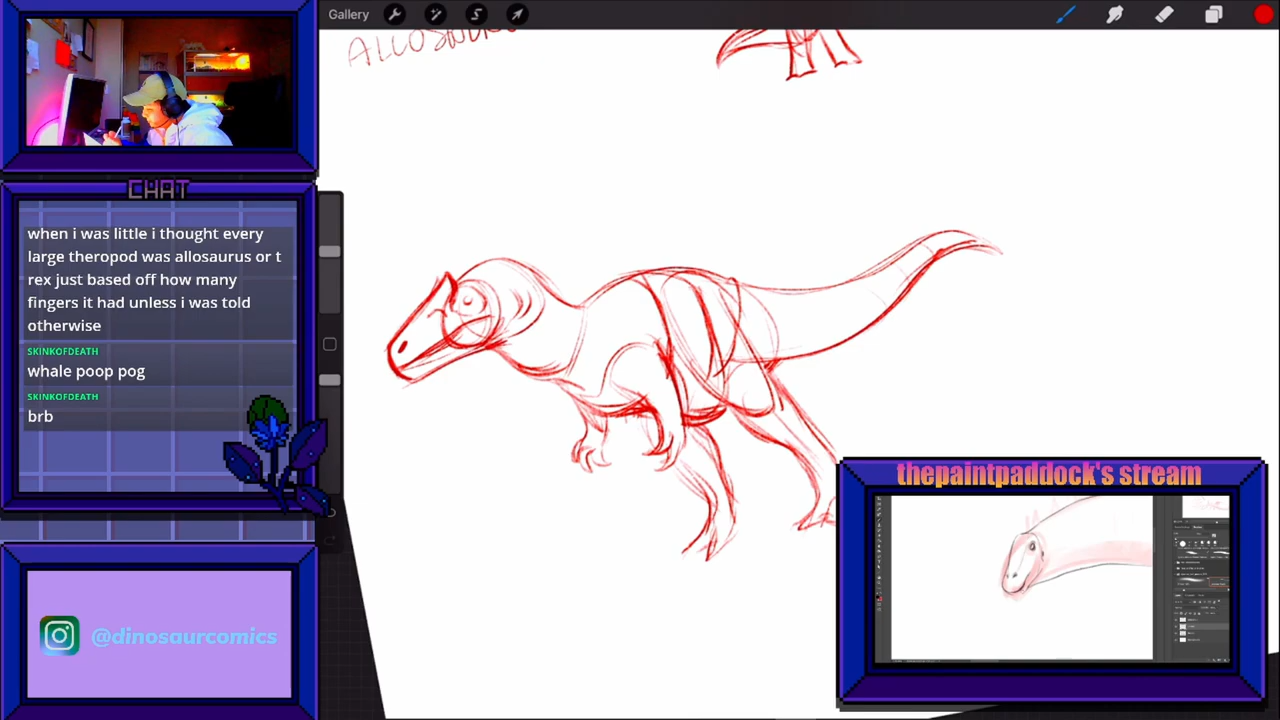 Gallery
ALLOSAUR
CHAT
when i was little i thought every
large theropod was allosaurus or t
rex just based off how many
fingers it had unless i was told
otherwise
SKINKOFDEATH
whale poop pog
SKINKOFDEATH
brb
thepaintpaddock's stream
@dinosaurcomics